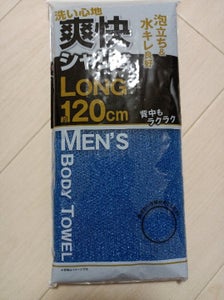 洗い心地
爽快
シャ
泡立ち&
水キレ
LONG
約120cm
背中も
ラクラク
MEN'S
BODY TOWEL